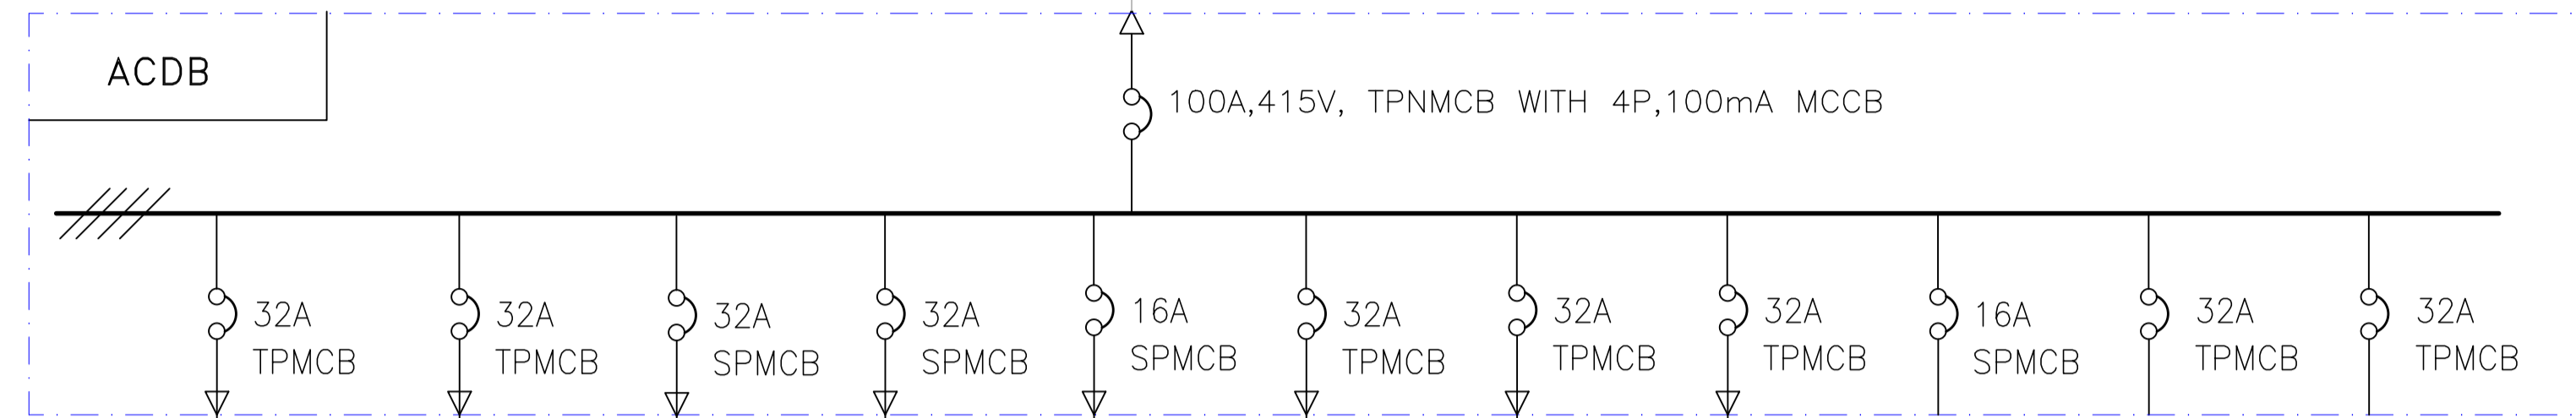 ACDB
100A,415V, TPNMCB WITH 4P,100mA MCCB
32A
TPMCB
32A
TPMCB
32A
SPMCB
32A
SPMCB
16A
SPMCB
32A
TPMCB
32A
TPMCB
32A
TPMCB
16A
SPMCB
32A
TPMCB
32A
TPMCB